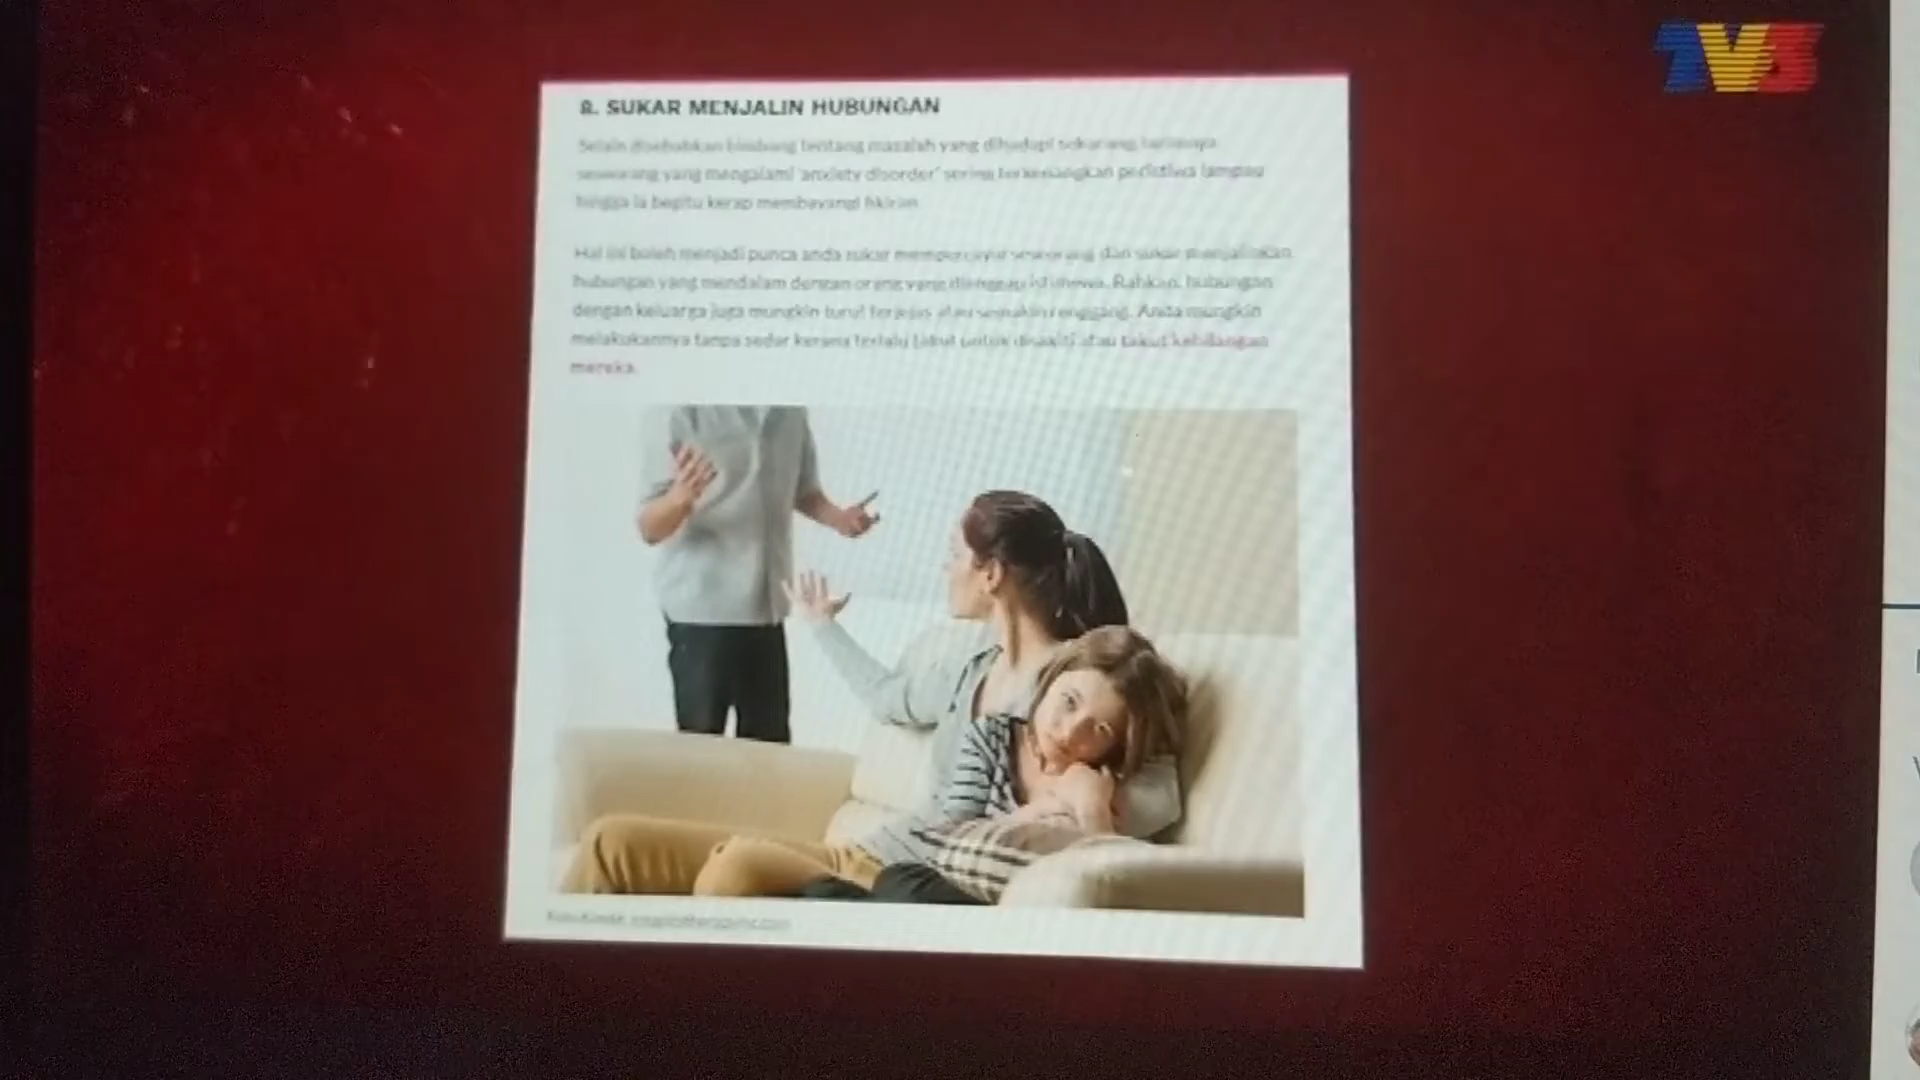 TV3
8. SUKAR MENJALIN HUBUNGAN
Selain disebabkan bimbang tentang masalah yang dihadapi sekarang, lazimnya
seseorang yang mengalami 'anxiety disorder' sering terkenangkan peristiwa lampau
hingga ia begitu kerap membayangi fikiran.
Hal ini boleh menjadi punca anda sukar mempercayai seseorang dan sukar menjalinkan
hubungan yang mendalam dengan orang yang dianggap istimewa. Bahkan, hubungan
dengan keluarga juga mungkin turut terjejas atau semakin renggang. Anda mungkin
melakukannya tanpa sedar kerana terlalu takut untuk disakiti atau takut kehilangan
mereka.